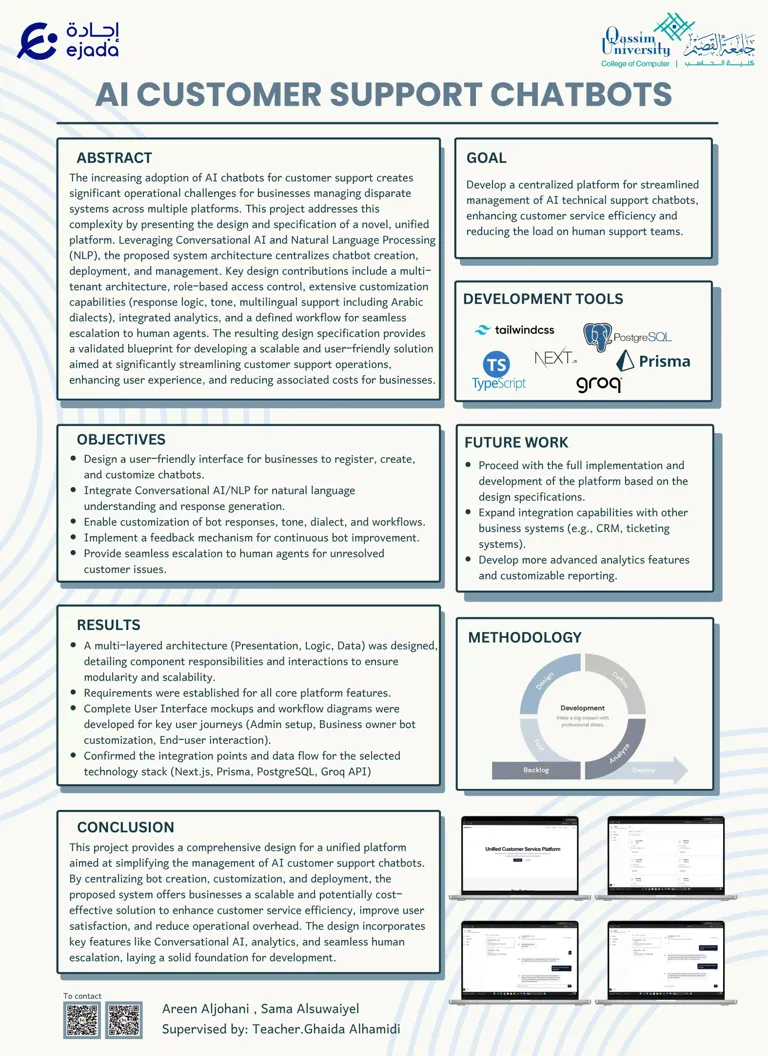 إجادة
ejada
Qassim University
جامعة القصيم
College of Computer | كلية الحاسب
AI CUSTOMER SUPPORT CHATBOTS
ABSTRACT
The increasing adoption of AI chatbots for customer support creates
significant operational challenges for businesses managing disparate
systems across multiple platforms. This project addresses this
complexity by presenting the design and specification of a novel, unified
platform. Leveraging Conversational AI and Natural Language Processing
(NLP), the proposed system architecture centralizes chatbot creation,
deployment, and management. Key design contributions include a multi-
tenant architecture, role-based access control, extensive customization
capabilities (response logic, tone, multilingual support including Arabic
dialects), integrated analytics, and a defined workflow for seamless
escalation to human agents. The resulting design specification provides
a validated blueprint for developing a scalable and user-friendly solution
aimed at significantly streamlining customer support operations,
enhancing user experience, and reducing associated costs for businesses.
GOAL
Develop a centralized platform for streamlined
management of AI technical support chatbots,
enhancing customer service efficiency and
reducing the load on human support teams.
DEVELOPMENT TOOLS
tailwindcss
PostgreSQL
TS
TypeScript
NEXT.JS
Prisma
groq
OBJECTIVES
• Design a user-friendly interface for businesses to register, create,
and customize chatbots.
• Integrate Conversational AI/NLP for natural language
understanding and response generation.
• Enable customization of bot responses, tone, dialect, and workflows.
• Implement a feedback mechanism for continuous bot improvement.
• Provide seamless escalation to human agents for unresolved
customer issues.
FUTURE WORK
• Proceed with the full implementation and
development of the platform based on the
design specifications.
• Expand integration capabilities with other
business systems (e.g., CRM, ticketing
systems).
• Develop more advanced analytics features
and customizable reporting.
RESULTS
• A multi-layered architecture (Presentation, Logic, Data) was designed,
detailing component responsibilities and interactions to ensure
modularity and scalability.
• Requirements were established for all core platform features.
• Complete User Interface mockups and workflow diagrams were
developed for key user journeys (Admin setup, Business owner bot
customization, End-user interaction).
• Confirmed the integration points and data flow for the selected
technology stack (Next.js, Prisma, PostgreSQL, Groq API)
METHODOLOGY
Design
Define
Development
Make a big impact with
professional slides
Test
Analyze
Backlog
Deploy
CONCLUSION
This project provides a comprehensive design for a unified platform
aimed at simplifying the management of AI customer support chatbots.
By centralizing bot creation, customization, and deployment, the
proposed system offers businesses a scalable and potentially cost-
effective solution to enhance customer service efficiency, improve user
satisfaction, and reduce operational overhead. The design incorporates
key features like Conversational AI, analytics, and seamless human
escalation, laying a solid foundation for development.
Unified Customer Service Platform
To contact
Areen Aljohani , Sama Alsuwaiyel
Supervised by: Teacher.Ghaida Alhamidi